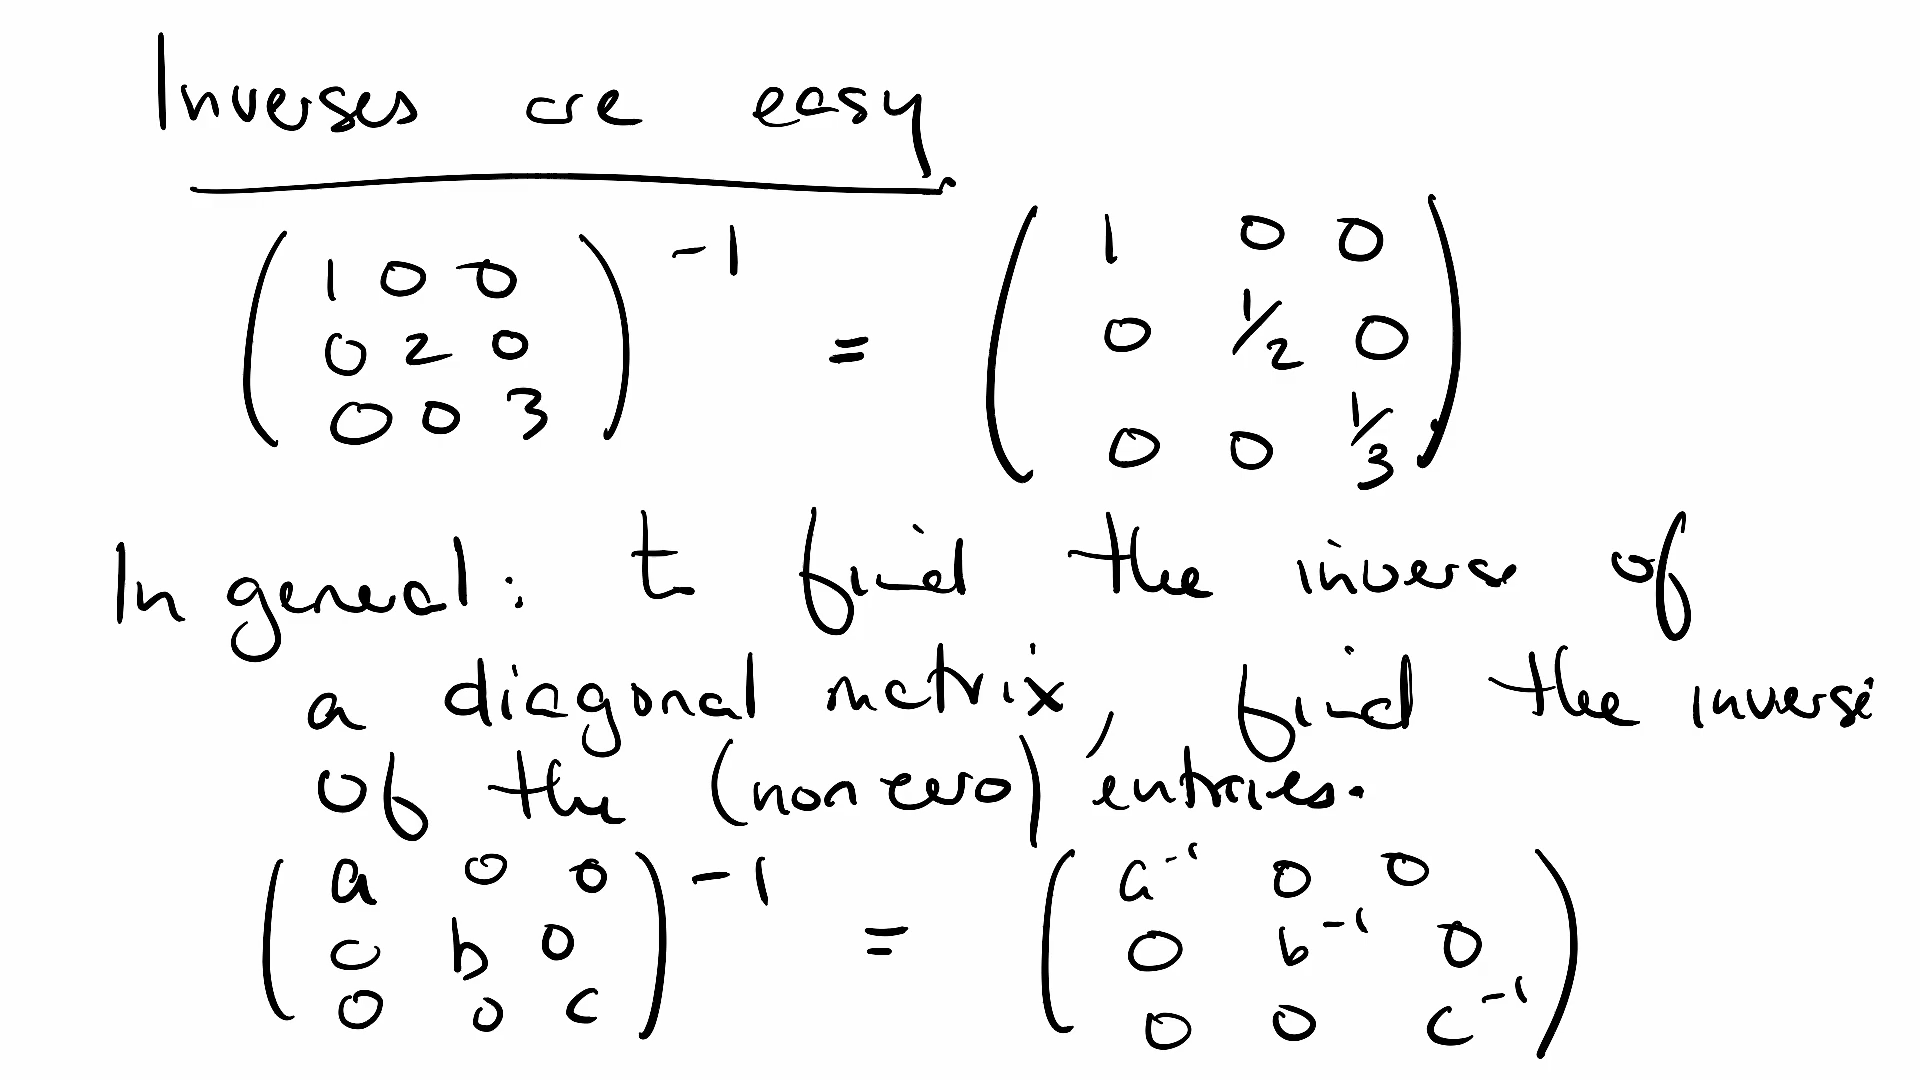 Inverses are easy
( 1 0 0 ) -1 = ( 1 0 0 )
0 2 0 0 1/2 0
0 0 3 0 0 1/3
In general: to find the inverse of
a diagonal matrix, find the inverse
of the (non zero) entries.
( a 0 0 ) -1 = ( a-1 0 0 )
0 b 0 0 b-1 0
0 0 c 0 0 c-1